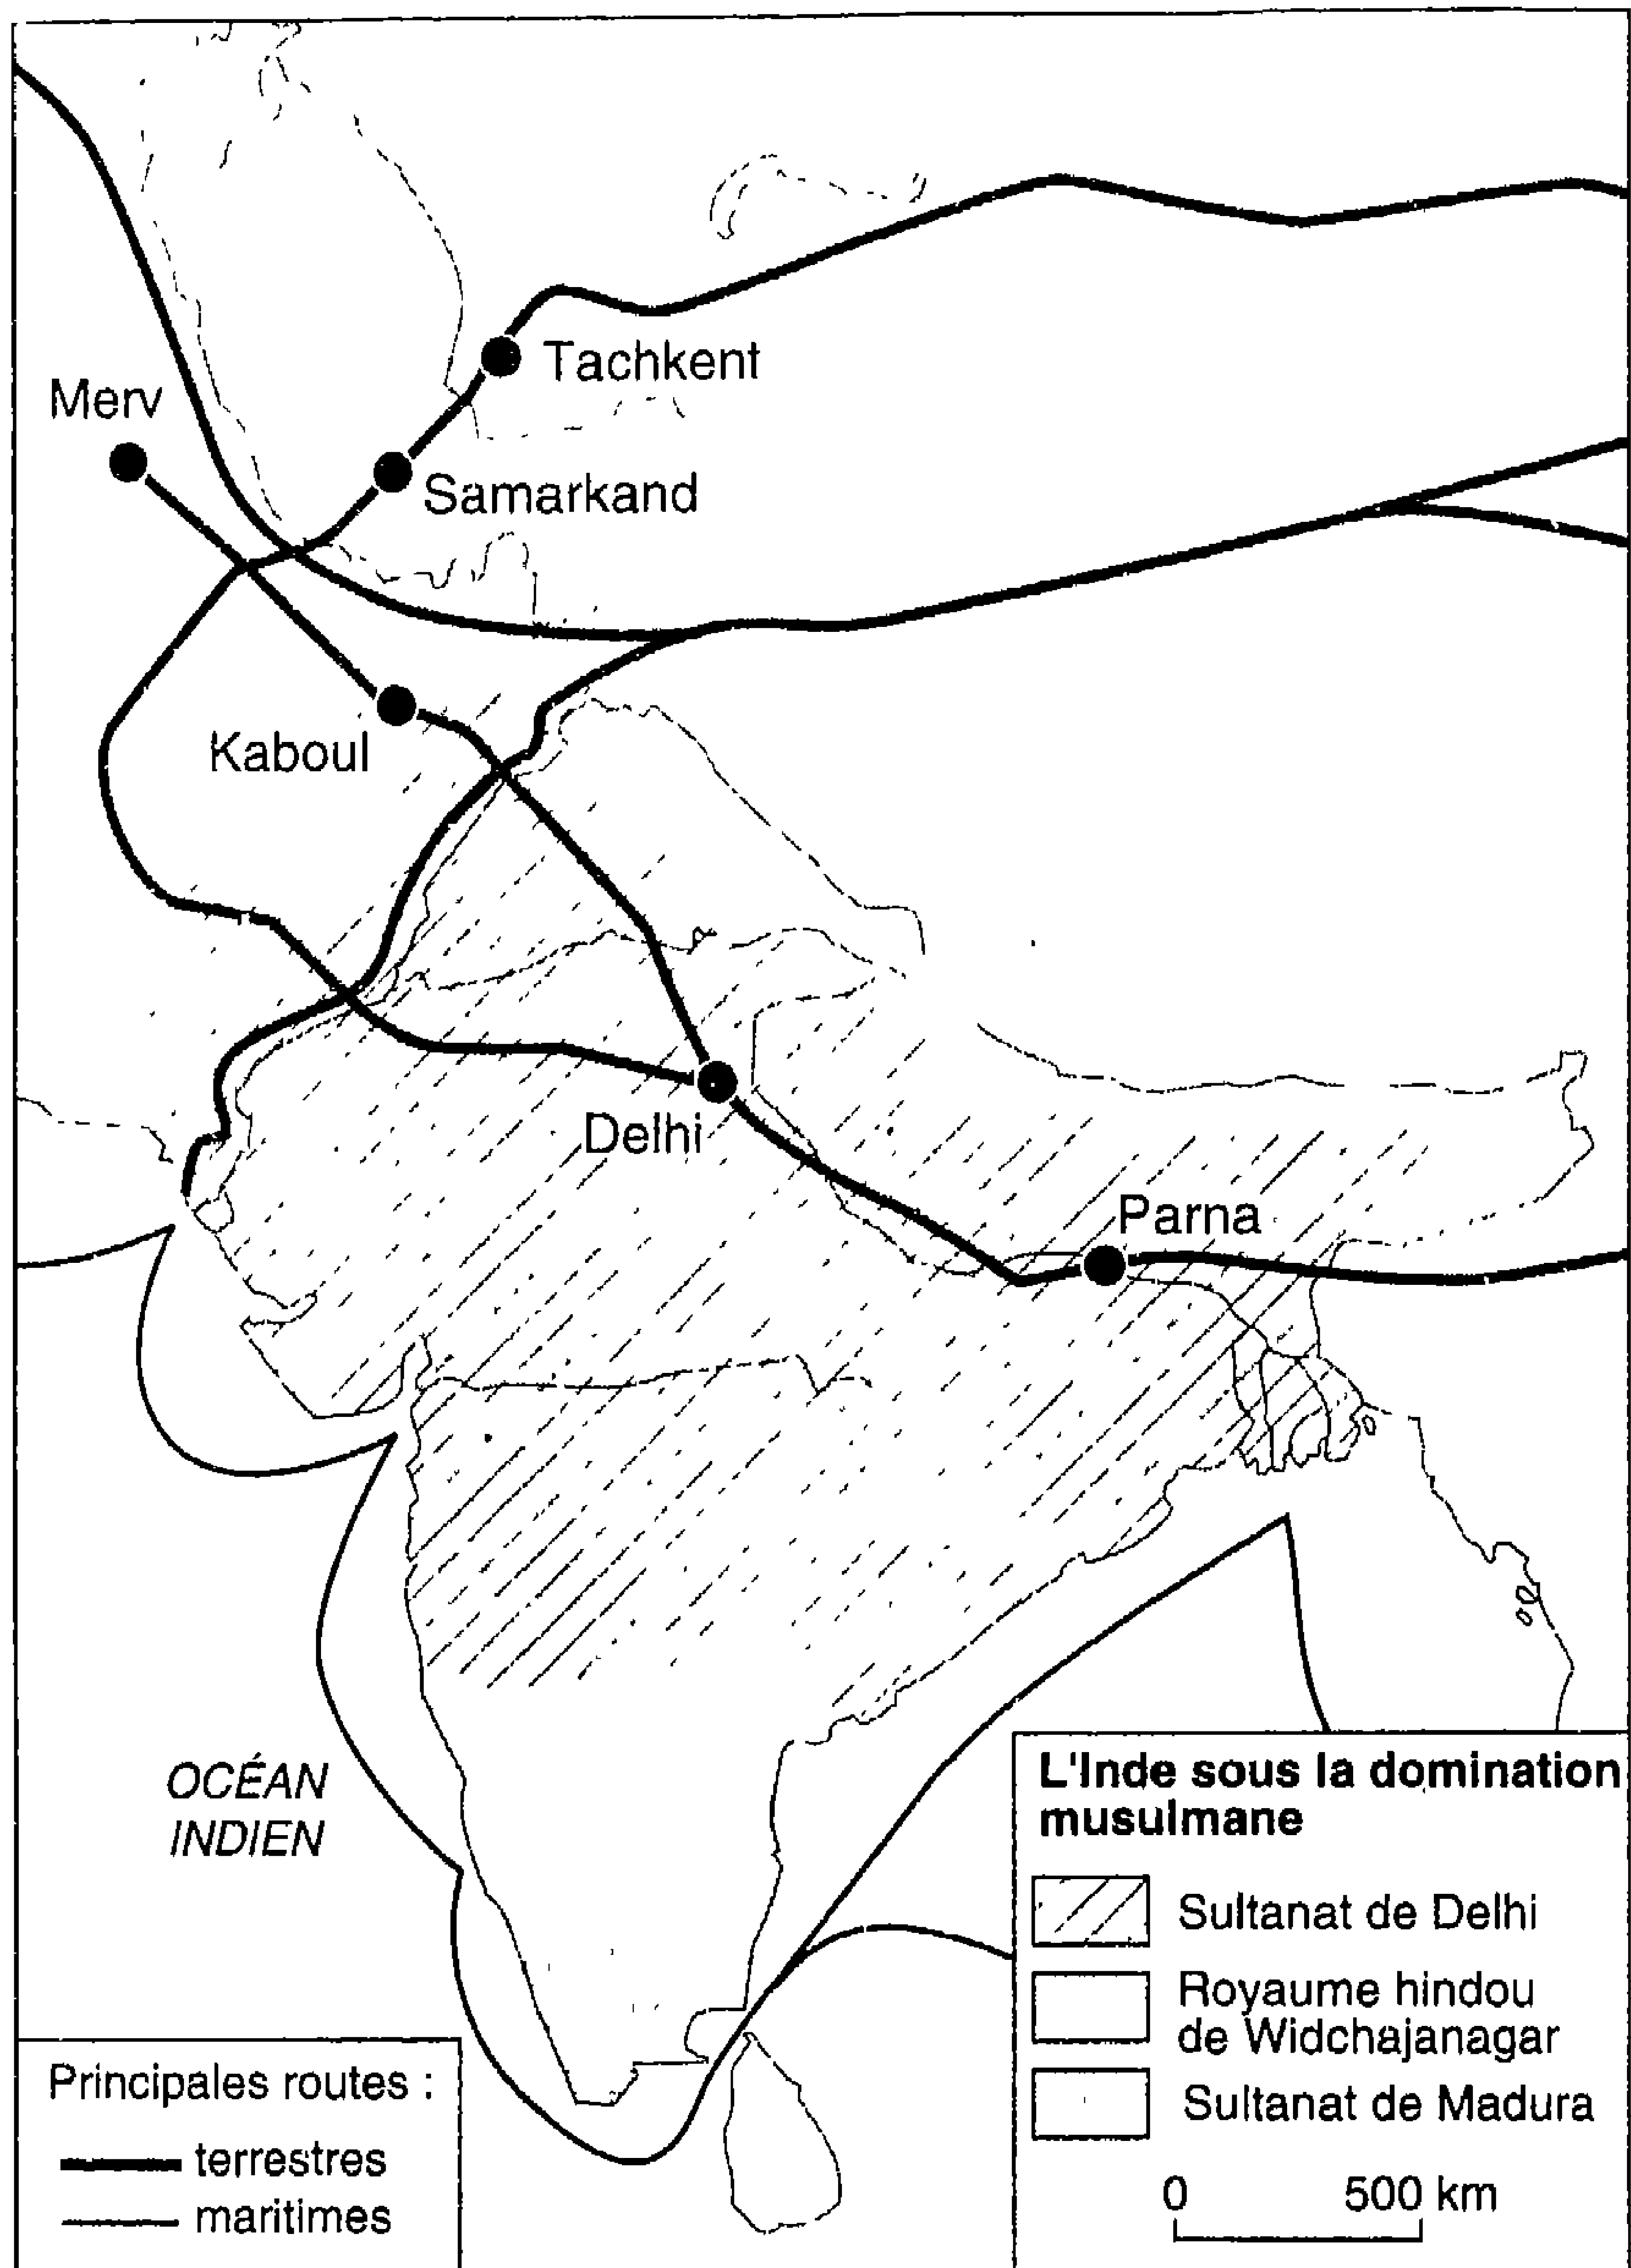 Tachkent
Merv
Samarkand
Kaboul
Delhi
Parna
OCÉAN
INDIEN
L'Inde sous la domination
musulmane
Sultanat de Delhi
Royaume hindou
de Widchajanagar
Sultanat de Madura
0 500 km
Principales routes :
terrestres
maritimes